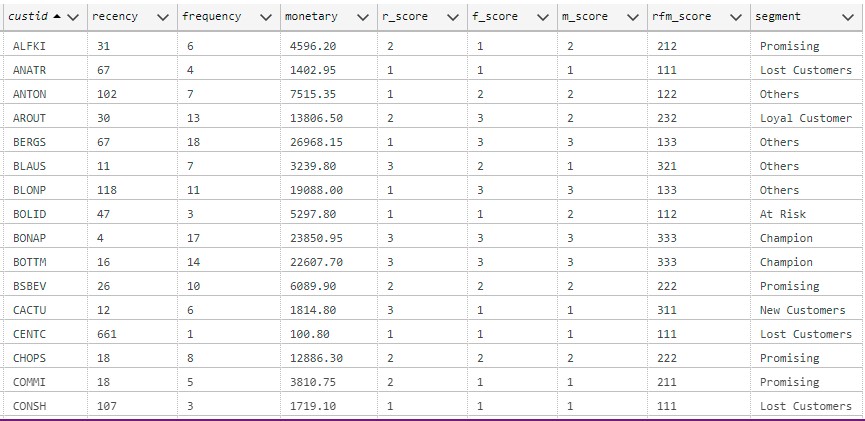 custid recency frequency monetary r_score f_score m_score rfm_score segment
ALFKI 31 6 4596.20 2 1 2 212 Promising
ANATR 67 4 1402.95 1 1 1 111 Lost Customers
ANTON 102 7 7515.35 1 2 2 122 Others
AROUT 30 13 13806.50 2 3 2 232 Loyal Customer
BERGS 67 18 26968.15 1 3 3 133 Others
BLAUS 11 7 3239.80 3 2 1 321 Others
BLONP 118 11 19088.00 1 3 3 133 Others
BOLID 47 3 5297.80 1 1 2 112 At Risk
BONAP 4 17 23850.95 3 3 3 333 Champion
BOTTM 16 14 22607.70 3 3 3 333 Champion
BSBEV 26 10 6089.90 2 2 2 222 Promising
CACTU 12 6 1814.80 3 1 1 311 New Customers
CENTC 661 1 100.80 1 1 1 111 Lost Customers
CHOPS 18 8 12886.30 2 2 2 222 Promising
COMMI 18 5 3810.75 2 1 1 211 Promising
CONSH 107 3 1719.10 1 1 1 111 Lost Customers